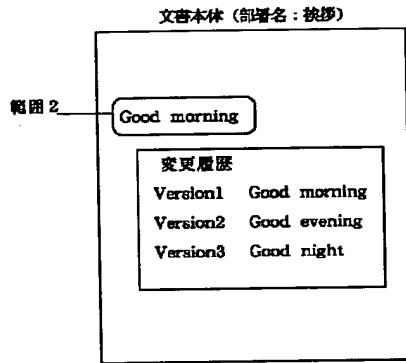 文書本体（部署名：挨拶）
範囲2
Good morning
変更履歴
Version1 Good morning
Version2 Good evening
Version3 Good night